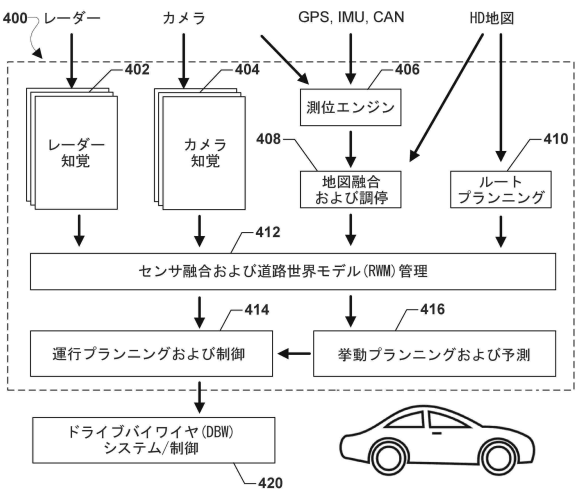 400
レーダー
カメラ
GPS, IMU, CAN
HD地図
402
404
406
レーダー
知覚
カメラ
知覚
測位エンジン
408
410
地図融合
および調停
ルート
プランニング
412
センサ融合および道路世界モデル(RWM)管理
414
416
運行プランニングおよび制御
挙動プランニングおよび予測
ドライブバイワイヤ(DBW)
システム/制御
420